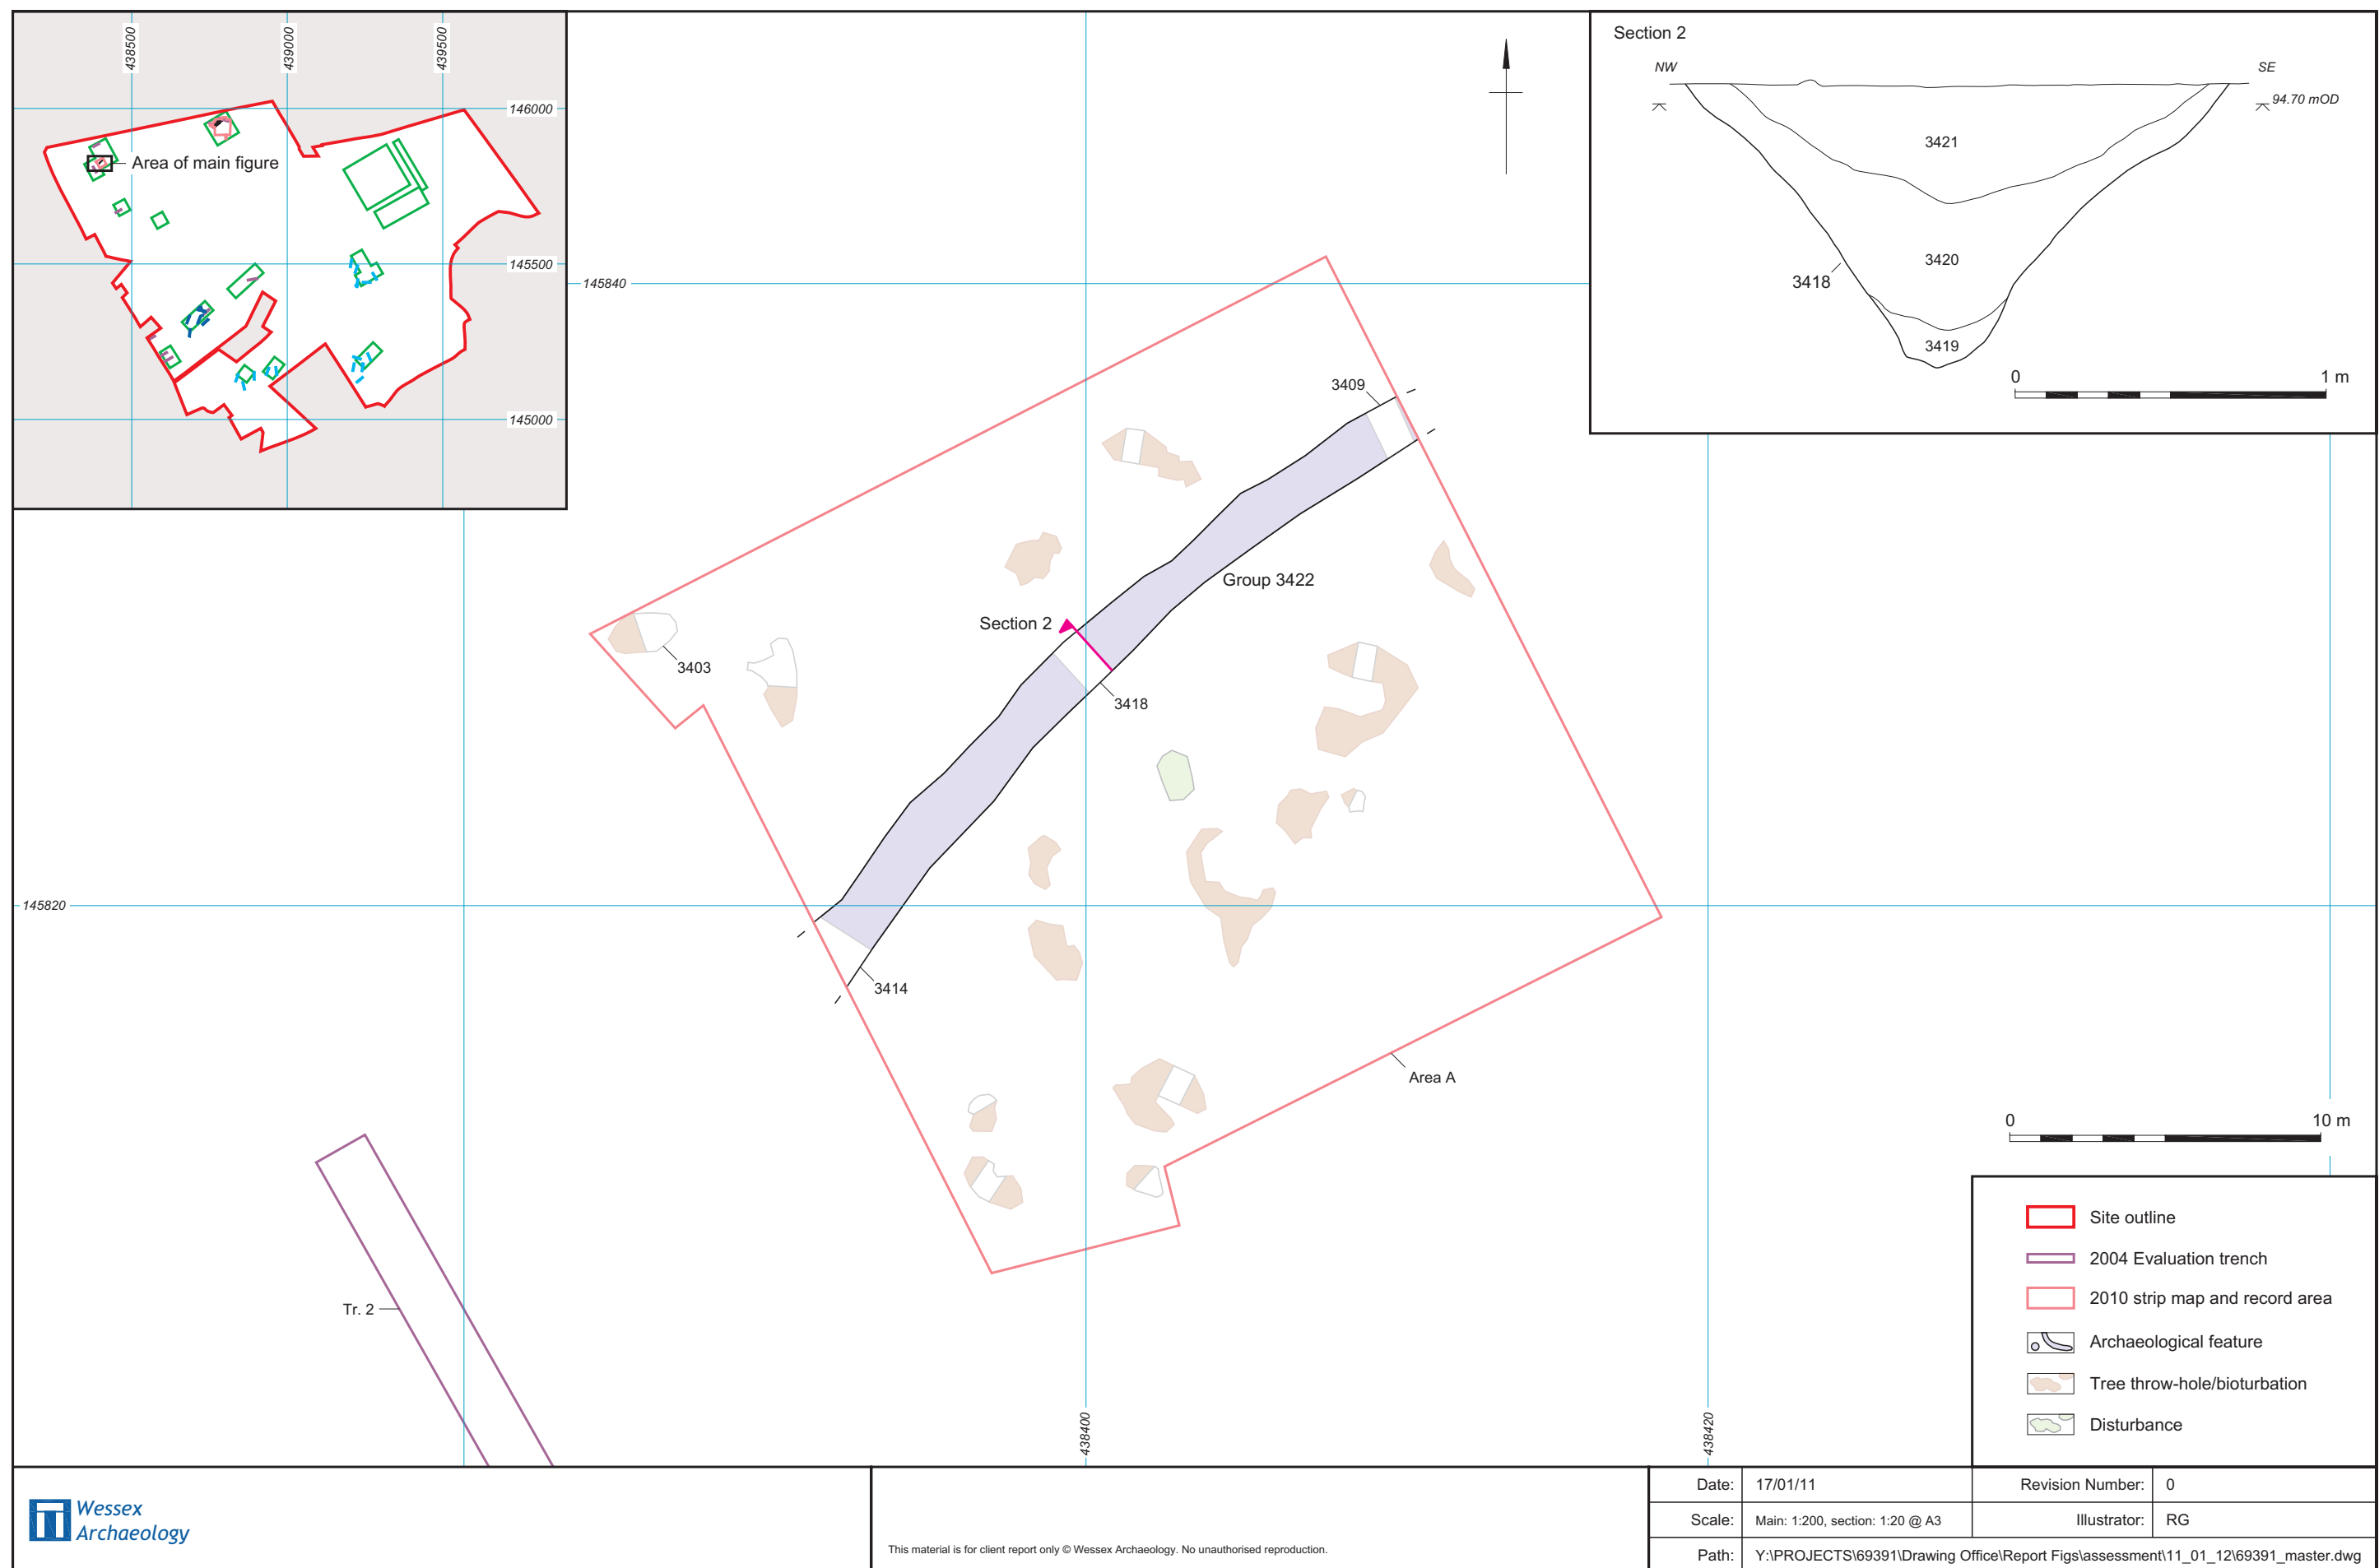 438500
439000
439500
146000
145500
145000
Area of main figure
Section 2
NW
SE
94.70 mOD
3421
3420
3418
3419
0
1 m
145840
3409
Group 3422
Section 2
3403
3418
145820
3414
Area A
Tr. 2
438400
438420
0
10 m
Site outline
2004 Evaluation trench
2010 strip map and record area
Archaeological feature
Tree throw-hole/bioturbation
Disturbance
Wessex
Archaeology
This material is for client report only © Wessex Archaeology. No unauthorised reproduction.
Date: 17/01/11 Revision Number: 0
Scale: Main: 1:200, section: 1:20 @ A3 Illustrator: RG
Path: Y:\PROJECTS\69391\Drawing Office\Report Figs\assessment\11_01_12\69391_master.dwg